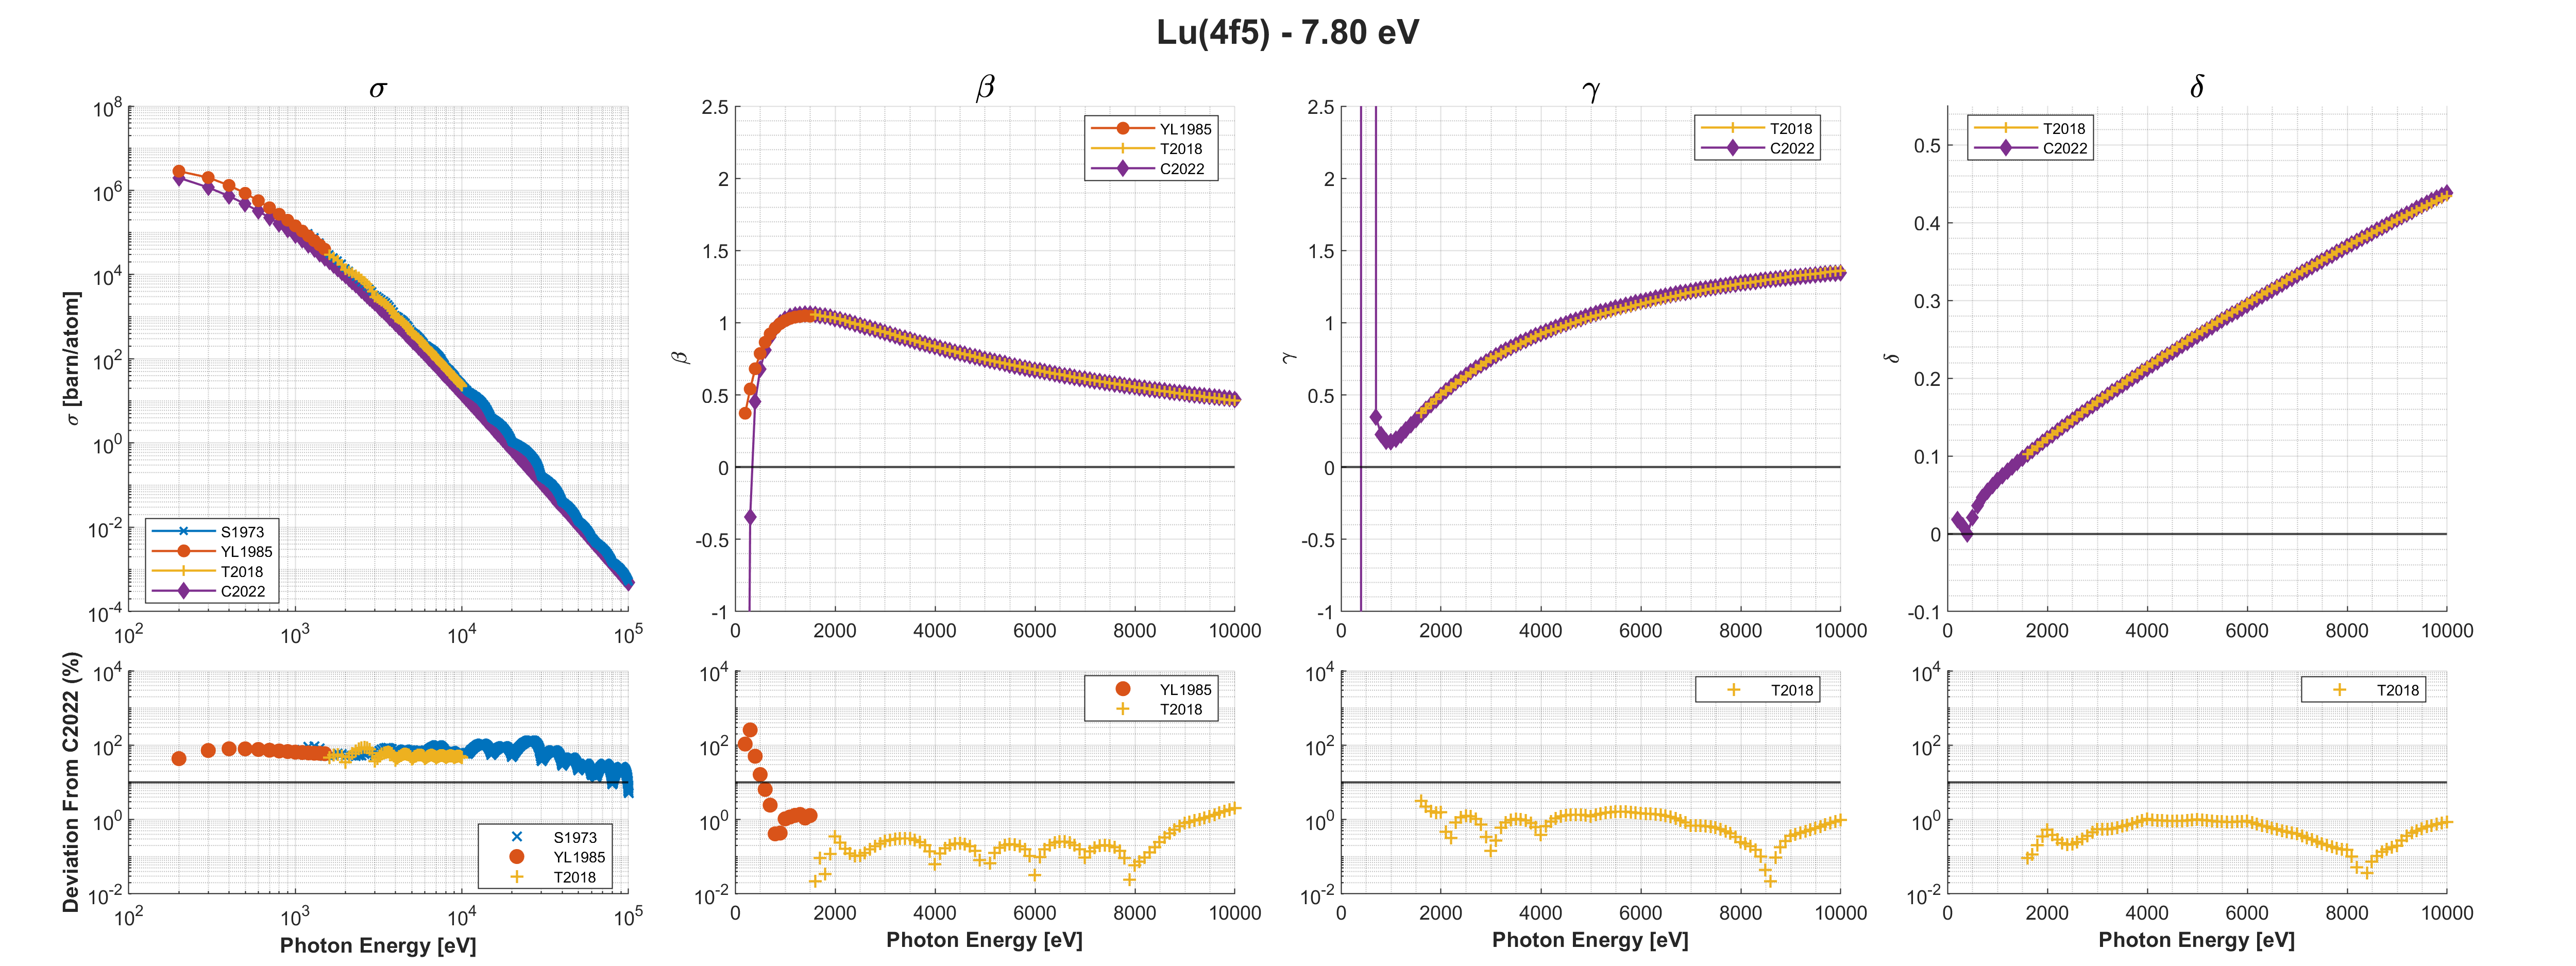 Lu(4f5) - 7.80 eV
σ
σ [barn/atom]
10^8
10^6
10^4
10^2
10^0
10^-2
10^-4
S1973
YL1985
T2018
C2022
10^2 10^3 10^4 10^5
β
β
2.5
2
1.5
1
0.5
0
-0.5
-1
YL1985
T2018
C2022
0 2000 4000 6000 8000 10000
γ
γ
2.5
2
1.5
1
0.5
0
-0.5
-1
T2018
C2022
0 2000 4000 6000 8000 10000
δ
δ
0.5
0.4
0.3
0.2
0.1
0
-0.1
T2018
C2022
0 2000 4000 6000 8000 10000
Deviation From C2022 (%)
10^4
10^2
10^0
10^-2
S1973
YL1985
T2018
10^2 10^3 10^4 10^5
Photon Energy [eV]
10^4
10^2
10^0
10^-2
YL1985
T2018
0 2000 4000 6000 8000 10000
Photon Energy [eV]
10^4
10^2
10^0
10^-2
T2018
0 2000 4000 6000 8000 10000
Photon Energy [eV]
10^4
10^2
10^0
10^-2
T2018
0 2000 4000 6000 8000 10000
Photon Energy [eV]